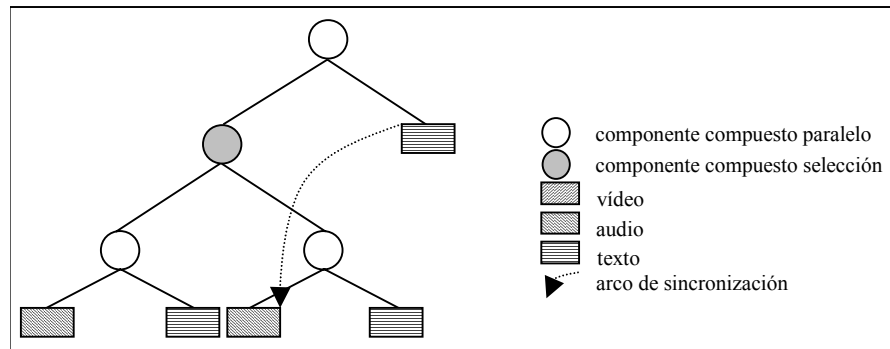 componente compuesto paralelo
componente compuesto selección
vídeo
audio
texto
arco de sincronización